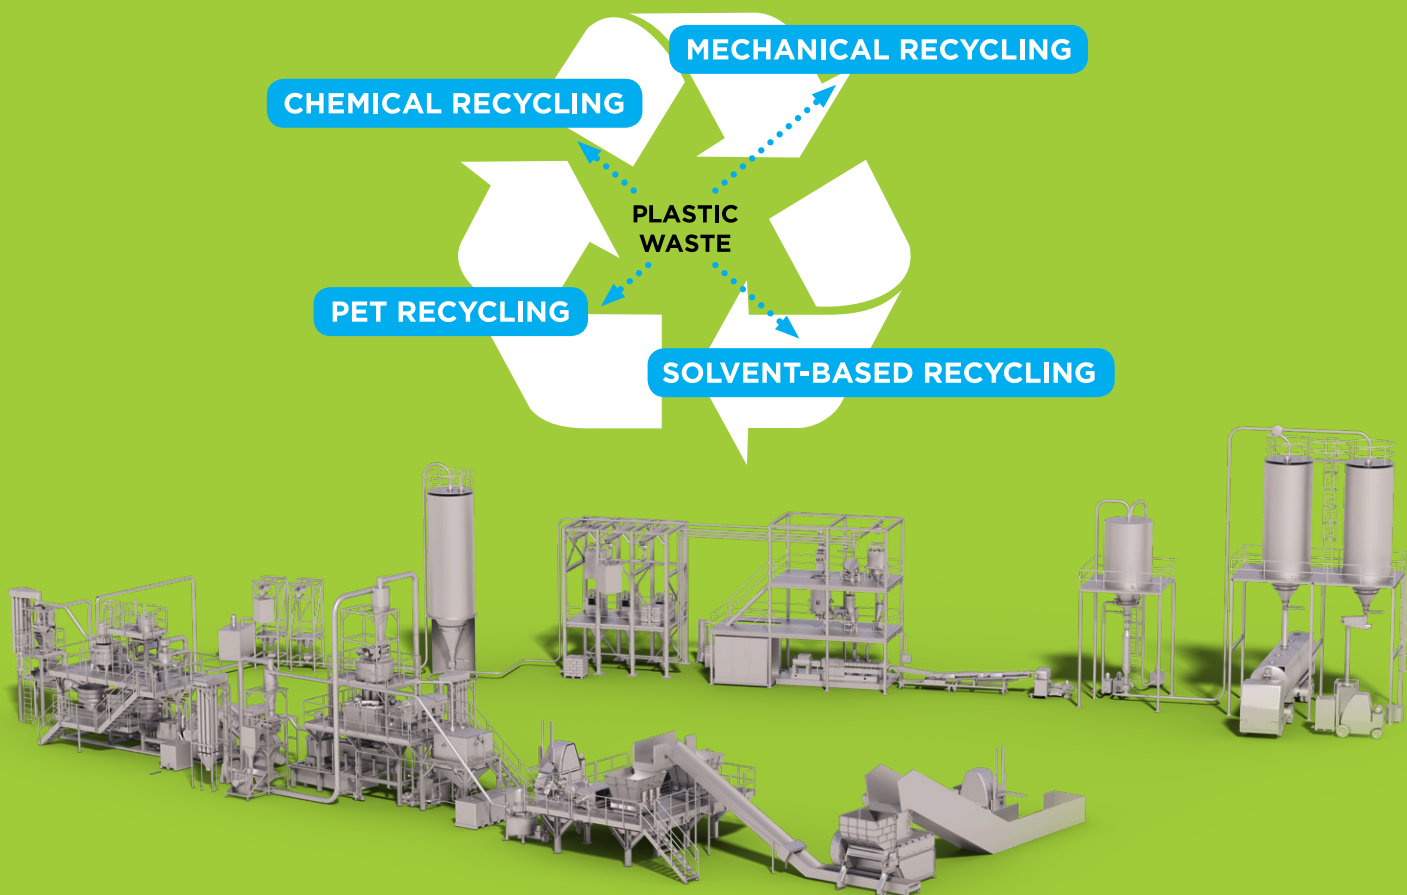 MECHANICAL RECYCLING
CHEMICAL RECYCLING
PLASTIC
WASTE
PET RECYCLING
SOLVENT-BASED RECYCLING